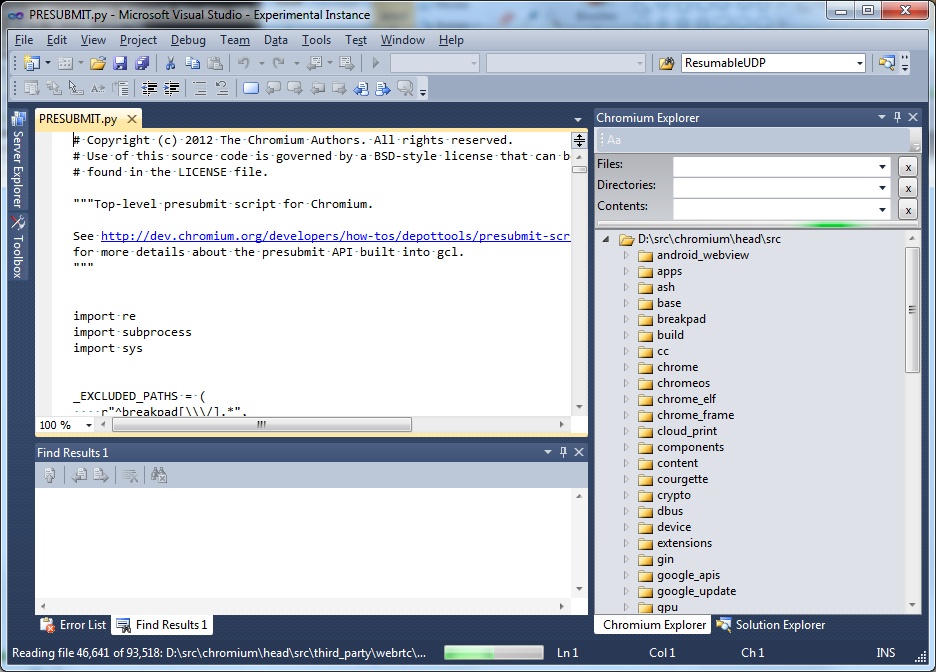 PRESUBMIT.py - Microsoft Visual Studio - Experimental Instance
File Edit View Project Debug Team Data Tools Test Window Help
ResumableUDP
Server Explorer
Toolbox
PRESUBMIT.py
# Copyright (c) 2012 The Chromium Authors. All rights reserved.
# Use of this source code is governed by a BSD-style license that can b
# found in the LICENSE file.
"""Top-level presubmit script for Chromium.
See http://dev.chromium.org/developers/how-tos/depottools/presubmit-scr
for more details about the presubmit API built into gcl.
"""
import re
import subprocess
import sys
_EXCLUDED_PATHS = (
r"^breakpad[\\\/].*",
100 %
Find Results 1
Error List
Find Results 1
Chromium Explorer
Aa
Files:
x
Directories:
x
Contents:
x
D:\src\chromium\head\src
android_webview
apps
ash
base
breakpad
build
cc
chrome
chromeos
chrome_elf
chrome_frame
cloud_print
components
content
courgette
crypto
dbus
device
extensions
gin
google_apis
google_update
gpu
Chromium Explorer
Solution Explorer
Reading file 46,641 of 93,518: D:\src\chromium\head\src\third_party\webrtc\... Ln 1 Col 1 Ch 1 INS